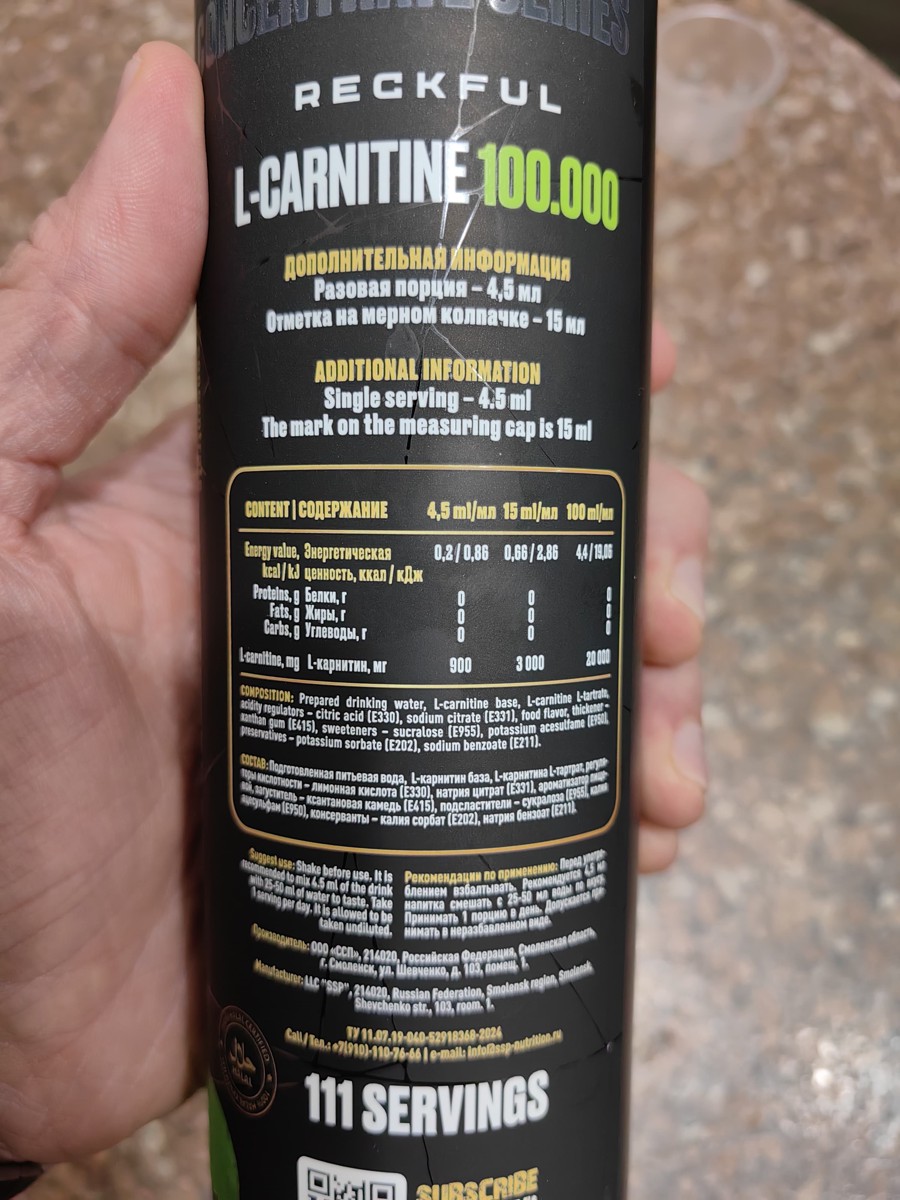 CONCENTRATE SERIES
RECKFUL
L-CARNITINE 100.000
ДОПОЛНИТЕЛЬНАЯ ИНФОРМАЦИЯ
Разовая порция – 4,5 мл
Отметка на мерном колпачке – 15 мл
ADDITIONAL INFORMATION
Single serving – 4.5 ml
The mark on the measuring cap is 15 ml
CONTENT | СОДЕРЖАНИЕ 4,5 ml/мл 15 ml/мл 100 ml/мл
Energy value, Энергетическая 0,2 / 0,86 0,66 / 2,86 4,4 / 19,06
kcal / kJ ценность, ккал / кДж
Proteins, g Белки, г 0 0 0
Fats, g Жиры, г 0 0 0
Carbs, g Углеводы, г 0 0 0
L-carnitine, mg L-карнитин, мг 900 3 000 20 000
COMPOSITION: Prepared drinking water, L-carnitine base, L-carnitine L-tartrate,
acidity regulators – citric acid (E330), sodium citrate (E331), food flavor, thickener –
xanthan gum (E415), sweeteners – sucralose (E955), potassium acesulfame (E950),
preservatives – potassium sorbate (E202), sodium benzoate (E211).
СОСТАВ: Подготовленная питьевая вода, L-карнитин база, L-карнитина L-тартрат, регуля-
торы кислотности – лимонная кислота (E330), натрия цитрат (E331), ароматизатор пище-
вой, загуститель – ксантановая камедь (E415), подсластители – сукралоза (E955), калия
ацесульфам (E950), консерванты – калия сорбат (E202), натрия бензоат (E211).
Suggest use: Shake before use. It is
recommended to mix 4.5 ml of the drink
with 25-50 ml of water to taste. Take
1 serving per day. It is allowed to be
taken undiluted.
Рекомендации по применению: Перед употре-
блением взбалтывать. Рекомендуется 4,5 мл
напитка смешать с 25-50 мл воды по вкусу.
Принимать 1 порцию в день. Допускается при-
нимать в неразбавленном виде.
Производитель: ООО «ССП», 214020, Российская Федерация, Смоленская область,
г. Смоленск, ул. Шевченко, д. 103, помещ. 1.
Manufacturer: LLC "SSP", 214020, Russian Federation, Smolensk region, Smolensk,
Shevchenko str., 103, room. 1.
ТУ 11.07.19-040-52918368-2024
Call / Тел.: +7(910)-110-76-66 | e-mail: info@ssp-nutrition.ru
حلال
HALAL
111 SERVINGS
SUBSCRIBE